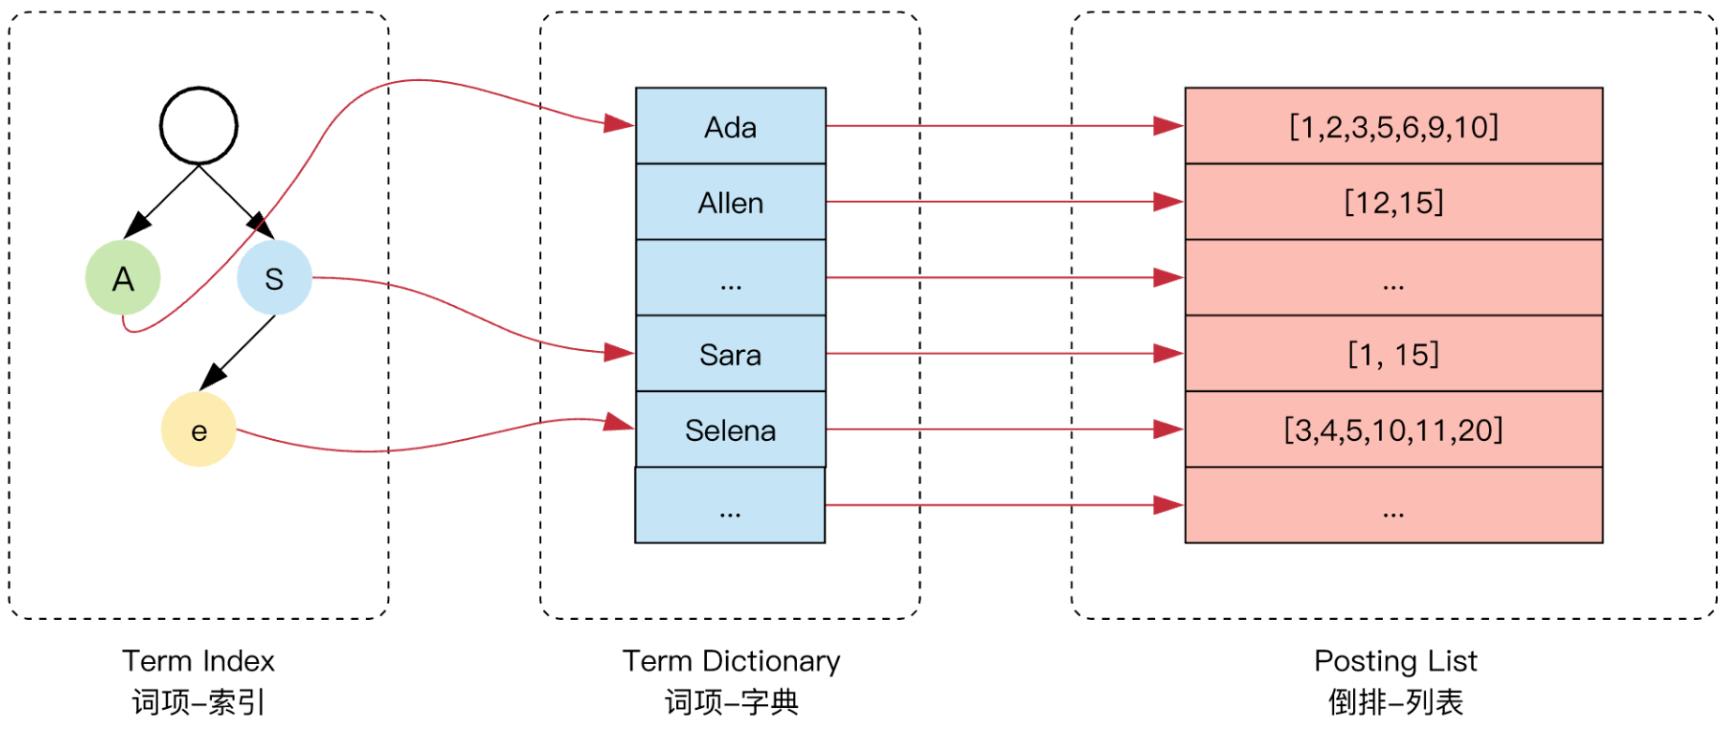 A
S
e
Ada
Allen
...
Sara
Selena
...
[1,2,3,5,6,9,10]
[12,15]
...
[1, 15]
[3,4,5,10,11,20]
...
Term Index
词项-索引
Term Dictionary
词项-字典
Posting List
倒排-列表